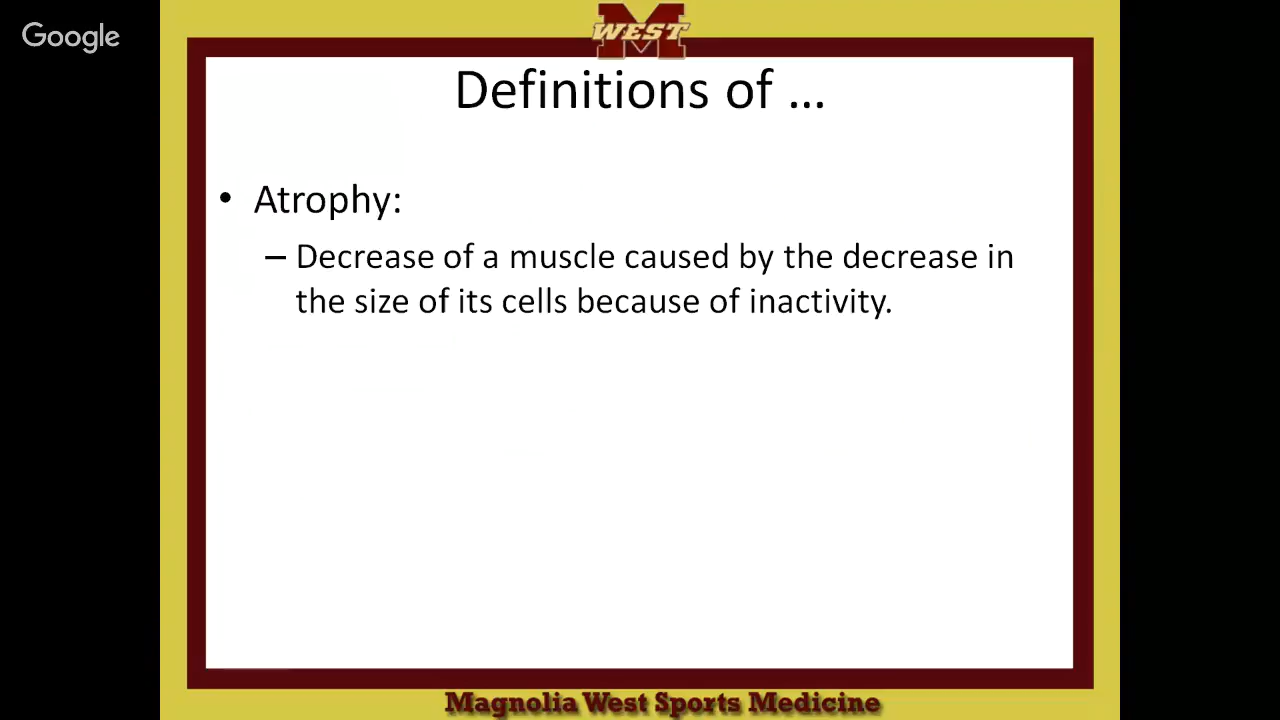 Google
M
WEST
Definitions of ...
• Atrophy:
– Decrease of a muscle caused by the decrease in
the size of its cells because of inactivity.
Magnolia West Sports Medicine